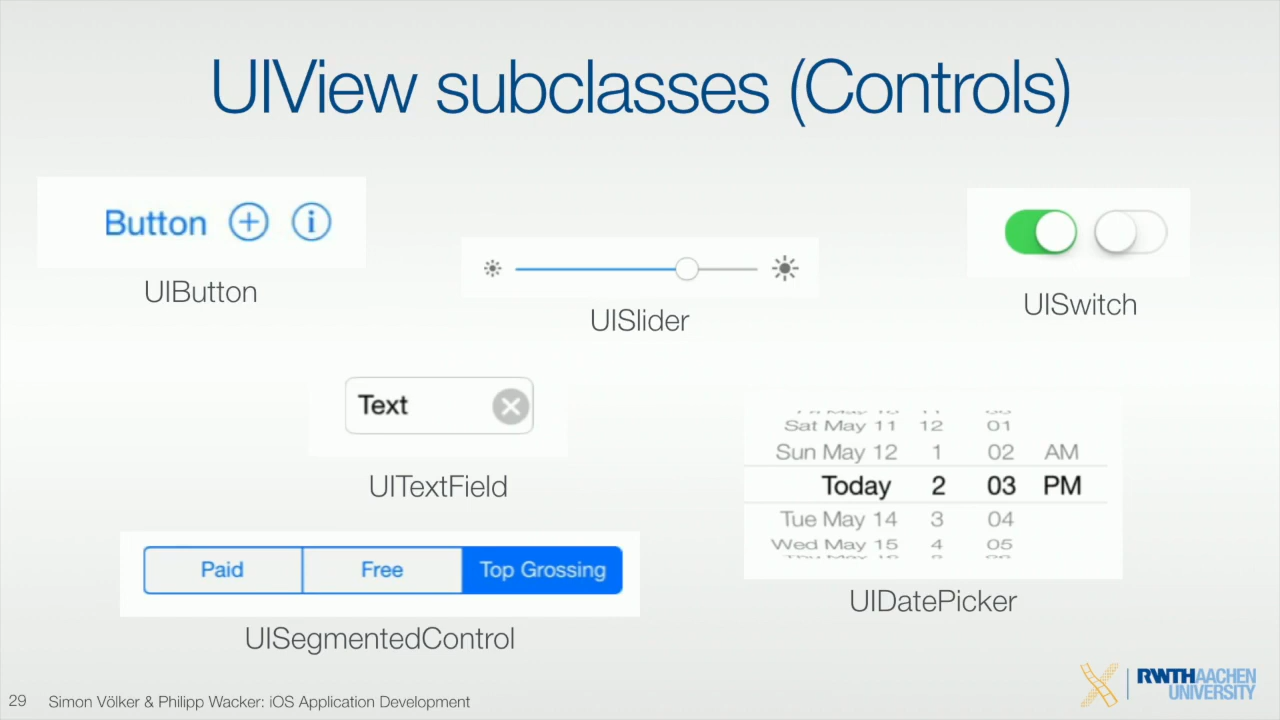 UIView subclasses (Controls)
Button
UIButton
UISlider
UISwitch
Text
UITextField
Sat May 11 12 01
Sun May 12 1 02 AM
Today 2 03 PM
Tue May 14 3 04
Wed May 15 4 05
UIDatePicker
Paid Free Top Grossing
UISegmentedControl
29 Simon Völker & Philipp Wacker: iOS Application Development
RWTHAACHEN
UNIVERSITY